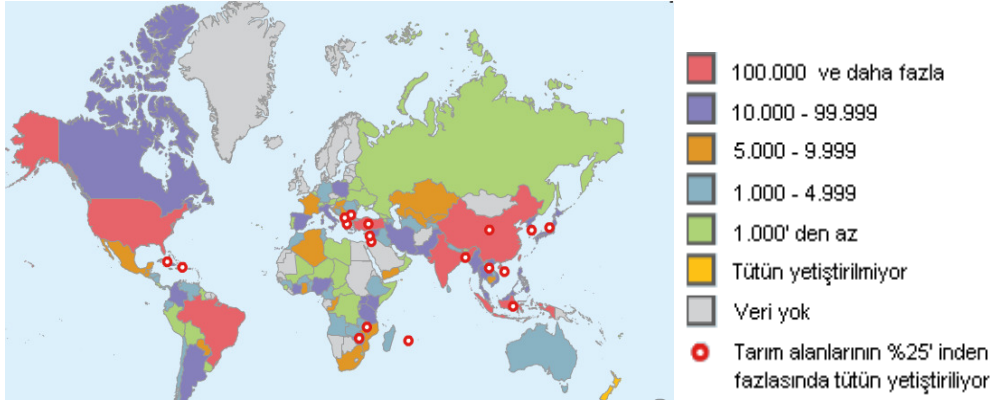 100.000 ve daha fazla
10.000 - 99.999
5.000 - 9.999
1.000 - 4.999
1.000' den az
Tütün yetiştirilmiyor
Veri yok
Tarım alanlarının %25' inden
fazlasında tütün yetiştiriliyor